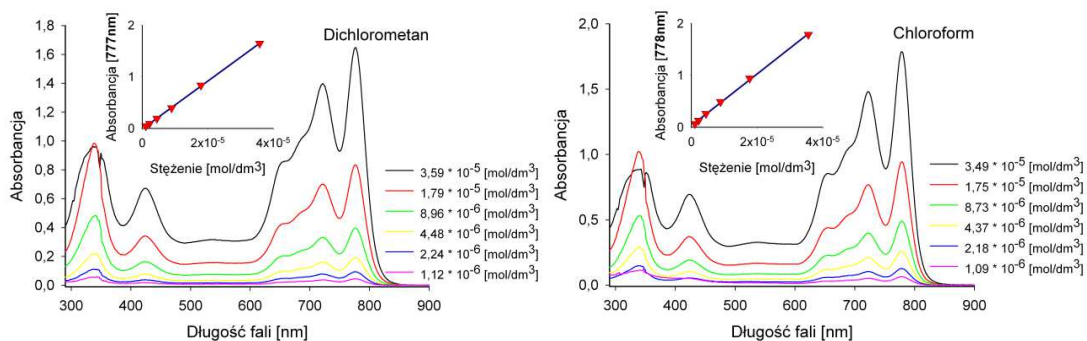 Dichlorometan
Absorbancja
1,8
1,6
1,4
1,2
1,0
0,8
0,6
0,4
0,2
0,0
300 400 500 600 700 800 900
Długość fali [nm]
Absorbancja [777nm]
2
1
0
0 2x10-5 4x10-5
Stężenie [mol/dm3]
3,59 * 10-5 [mol/dm3]
1,79 * 10-5 [mol/dm3]
8,96 * 10-6 [mol/dm3]
4,48 * 10-6 [mol/dm3]
2,24 * 10-6 [mol/dm3]
1,12 * 10-6 [mol/dm3]
Chloroform
Absorbancja
2,0
1,5
1,0
0,5
0,0
300 400 500 600 700 800 900
Długość fali [nm]
Absorbancja [778nm]
2
1
0
0 2x10-5 4x10-5
Stężenie [mol/dm3]
3,49 * 10-5 [mol/dm3]
1,75 * 10-5 [mol/dm3]
8,73 * 10-6 [mol/dm3]
4,37 * 10-6 [mol/dm3]
2,18 * 10-6 [mol/dm3]
1,09 * 10-6 [mol/dm3]